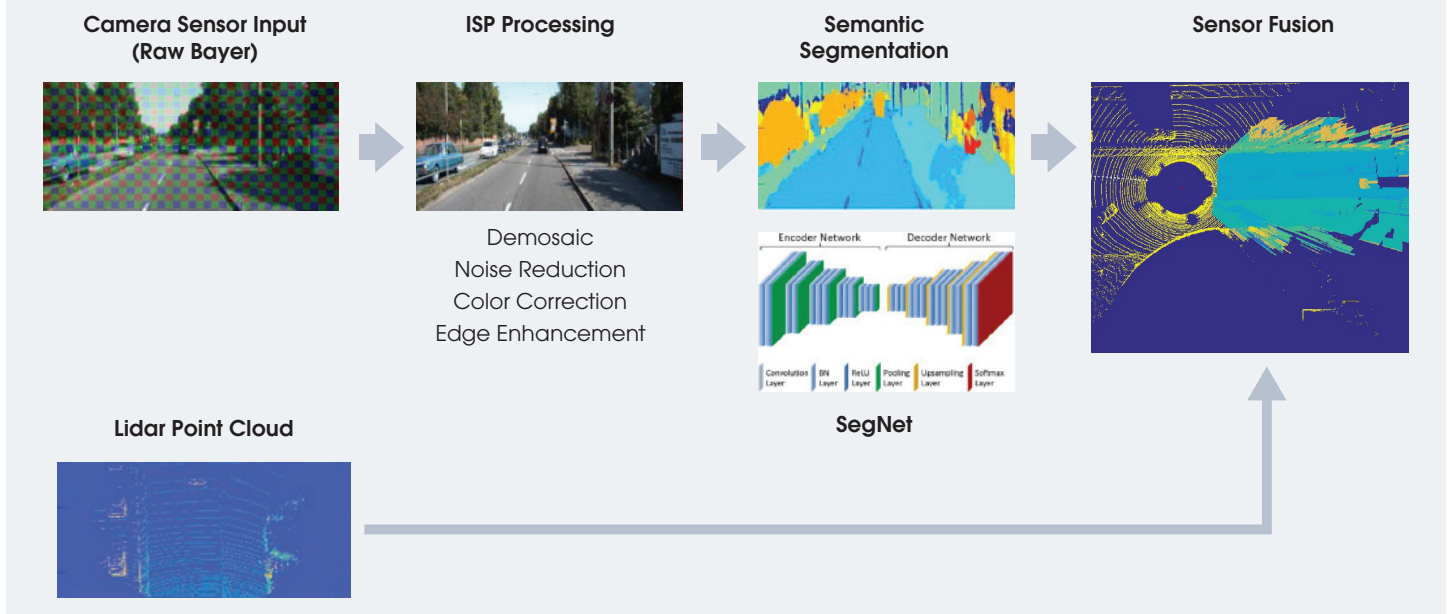 Camera Sensor Input
(Raw Bayer)
ISP Processing
Semantic
Segmentation
Sensor Fusion
Demosaic
Noise Reduction
Color Correction
Edge Enhancement
Encoder Network
Decoder Network
Convolution
Layer
BN
Layer
ReLU
Layer
Pooling
Layer
Upsampling
Layer
Softmax
Layer
SegNet
Lidar Point Cloud